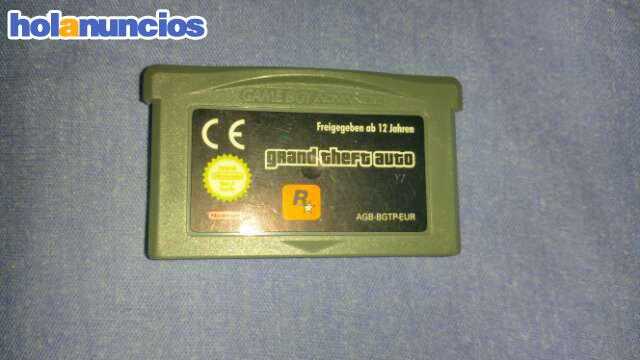 holanuncios
GAME BOY ADVANCE
CE
Freigegeben ab 12 Jahren
grand theft auto
R
AGB-BGTP-EUR